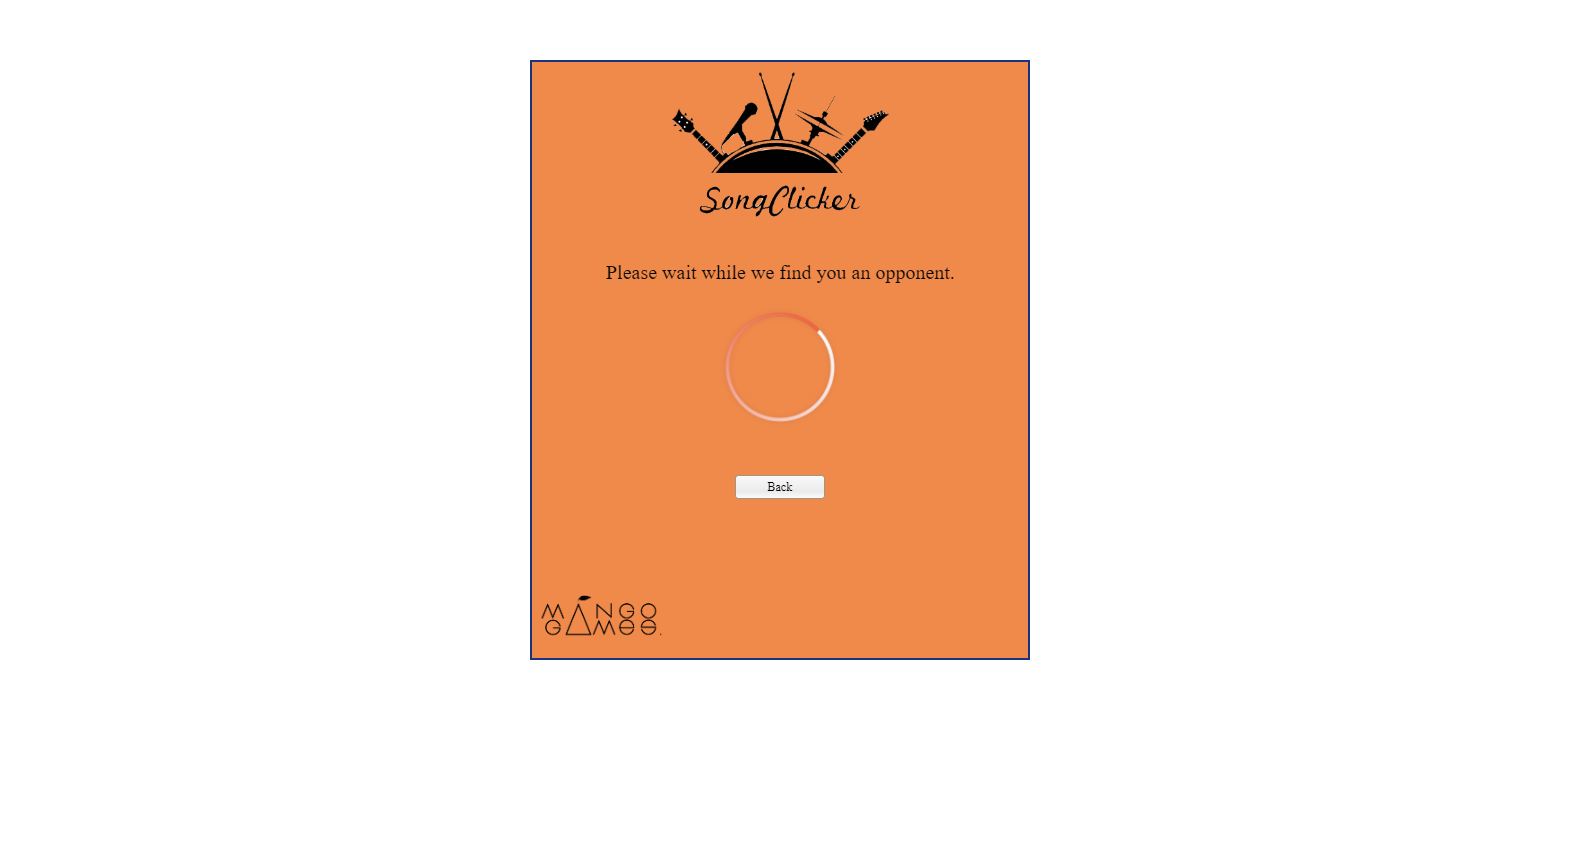 SongClicker
Please wait while we find you an opponent.
Back
MANGO
GAMES.